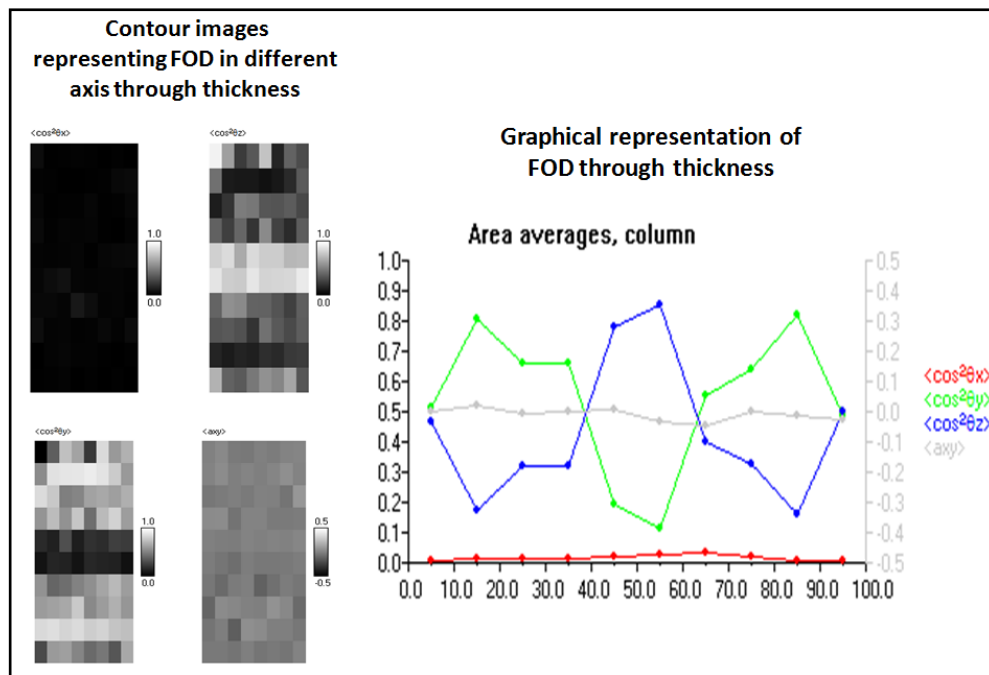 Contour images
representing FOD in different
axis through thickness
<cos²θx>
<cos²θz>
1.0
0.0
1.0
0.0
<cos²θy>
<axy>
1.0
0.0
0.5
-0.5
Graphical representation of
FOD through thickness
Area averages, column
1.0
0.9
0.8
0.7
0.6
0.5
0.4
0.3
0.2
0.1
0.0
0.5
0.4
0.3
0.2
0.1
0.0
-0.1
-0.2
-0.3
-0.4
-0.5
0.0 10.0 20.0 30.0 40.0 50.0 60.0 70.0 80.0 90.0 100.0
<cos²θx>
<cos²θy>
<cos²θz>
<axy>